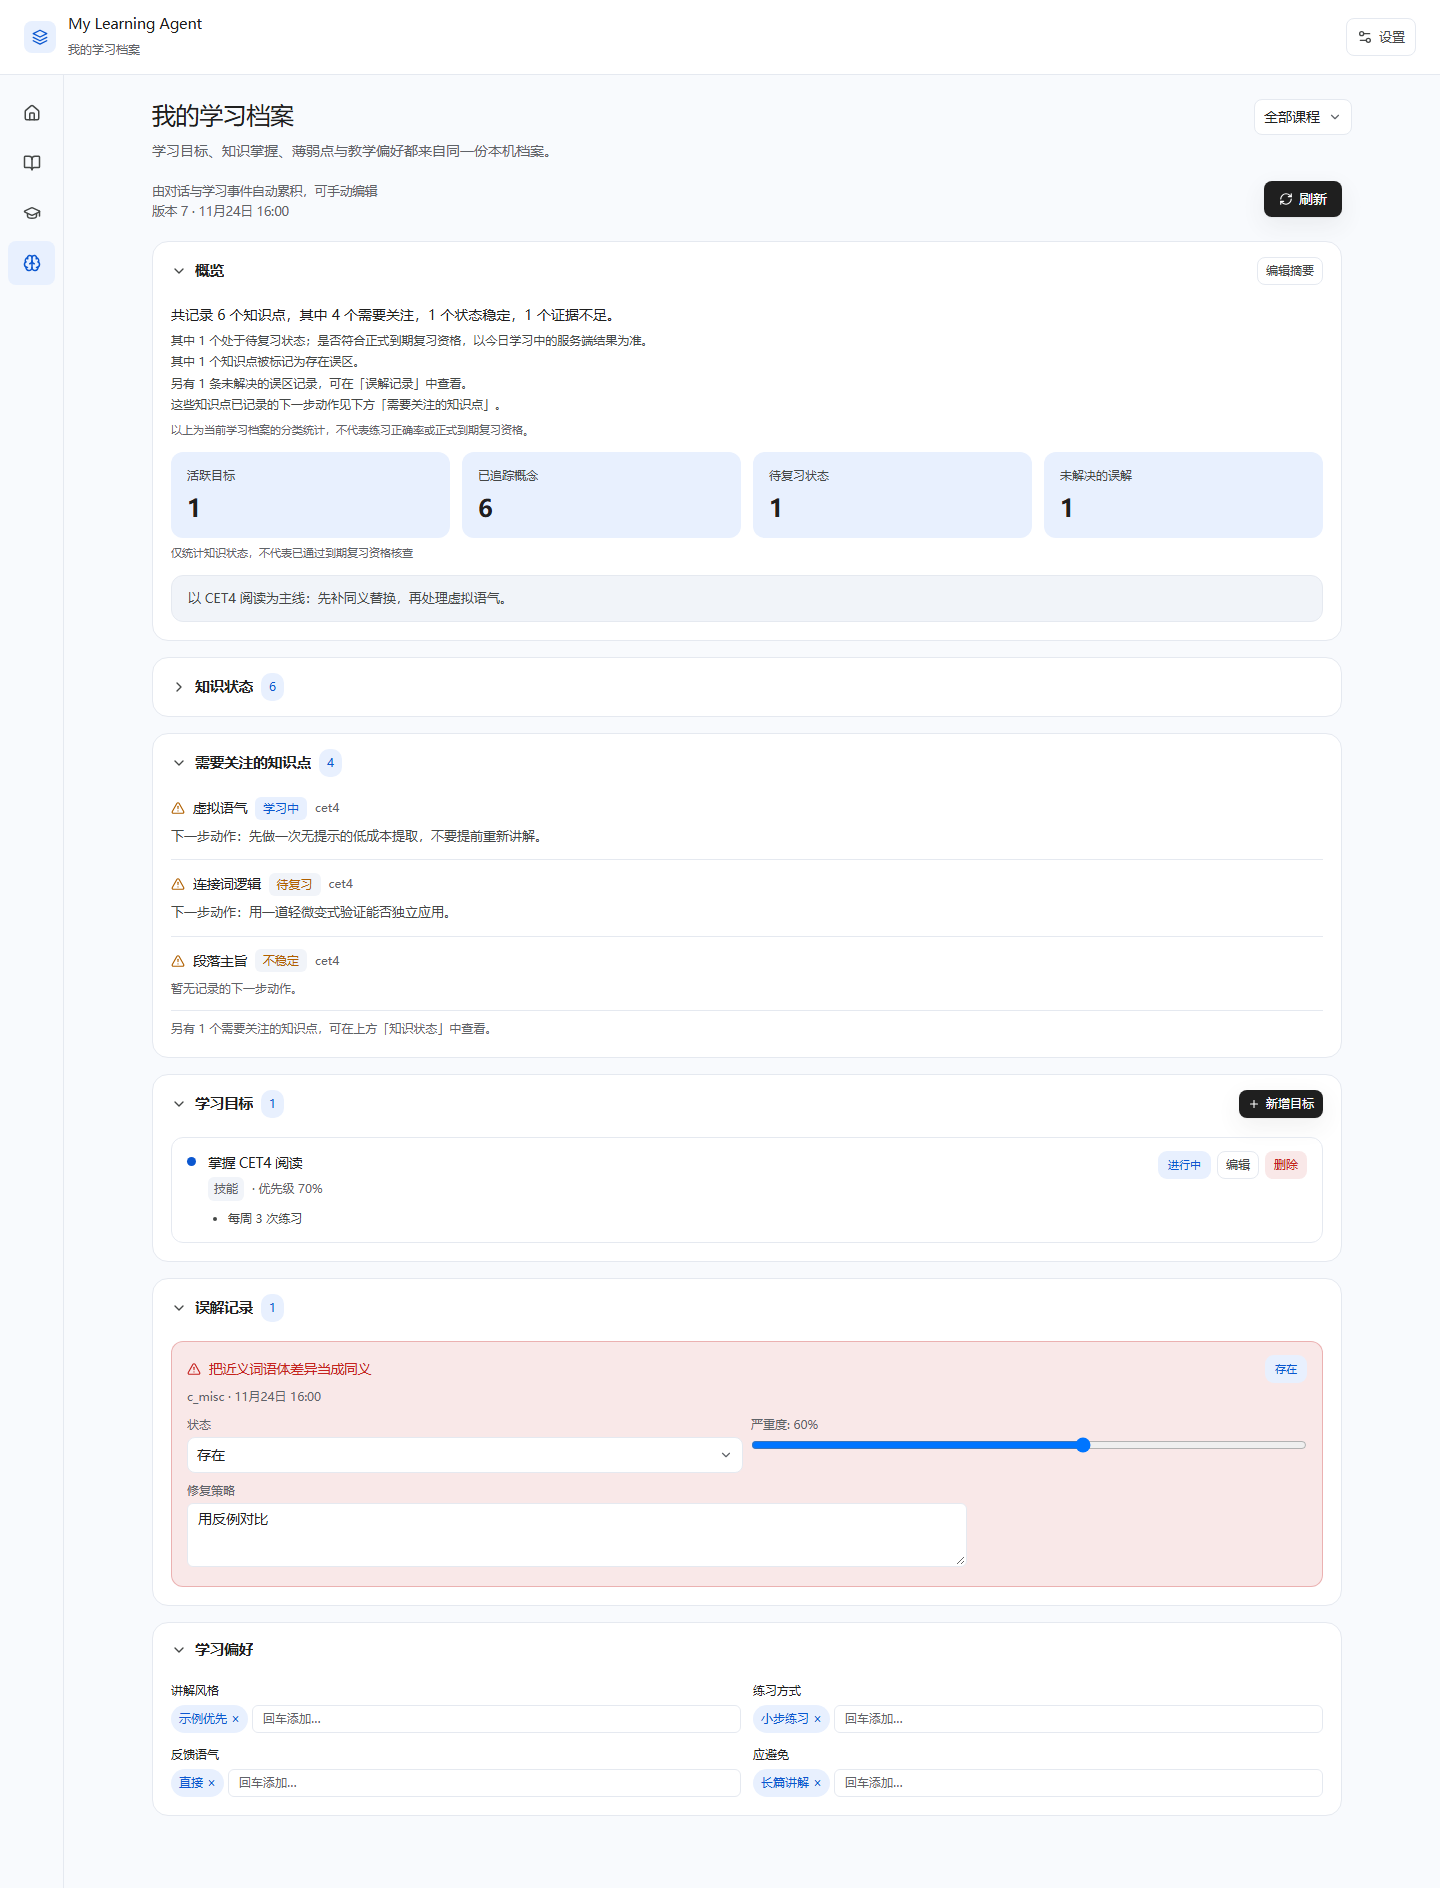 My Learning Agent
我的学习档案
设置
我的学习档案
全部课程
学习目标、知识掌握、薄弱点与教学偏好都来自同一份本机档案。
由对话与学习事件自动累积，可手动编辑
版本 7 · 11月24日 16:00
刷新
概览
编辑摘要
共记录 6 个知识点，其中 4 个需要关注，1 个状态稳定，1 个证据不足。
其中 1 个处于待复习状态；是否符合正式到期复习资格，以今日学习中的服务端结果为准。
其中 1 个知识点被标记为存在误区。
另有 1 条未解决的误区记录，可在「误解记录」中查看。
这些知识点已记录的下一步动作见下方「需要关注的知识点」。
以上为当前学习档案的分类统计，不代表练习正确率或正式到期复习资格。
活跃目标
1
已追踪概念
6
待复习状态
1
未解决的误解
1
仅统计知识状态，不代表已通过到期复习资格核查
以 CET4 阅读为主线：先补同义替换，再处理虚拟语气。
知识状态 6
需要关注的知识点 4
虚拟语气 学习中 cet4
下一步动作：先做一次无提示的低成本提取，不要提前重新讲解。
连接词逻辑 待复习 cet4
下一步动作：用一道轻微变式验证能否独立应用。
段落主旨 不稳定 cet4
暂无记录的下一步动作。
另有 1 个需要关注的知识点，可在上方「知识状态」中查看。
学习目标 1
新增目标
掌握 CET4 阅读
进行中 编辑 删除
技能 · 优先级 70%
• 每周 3 次练习
误解记录 1
把近义词语体差异当成同义
存在
c_misc · 11月24日 16:00
状态
存在
严重度: 60%
修复策略
用反例对比
学习偏好
讲解风格
示例优先 × 回车添加...
练习方式
小步练习 × 回车添加...
反馈语气
直接 × 回车添加...
应避免
长篇讲解 × 回车添加...